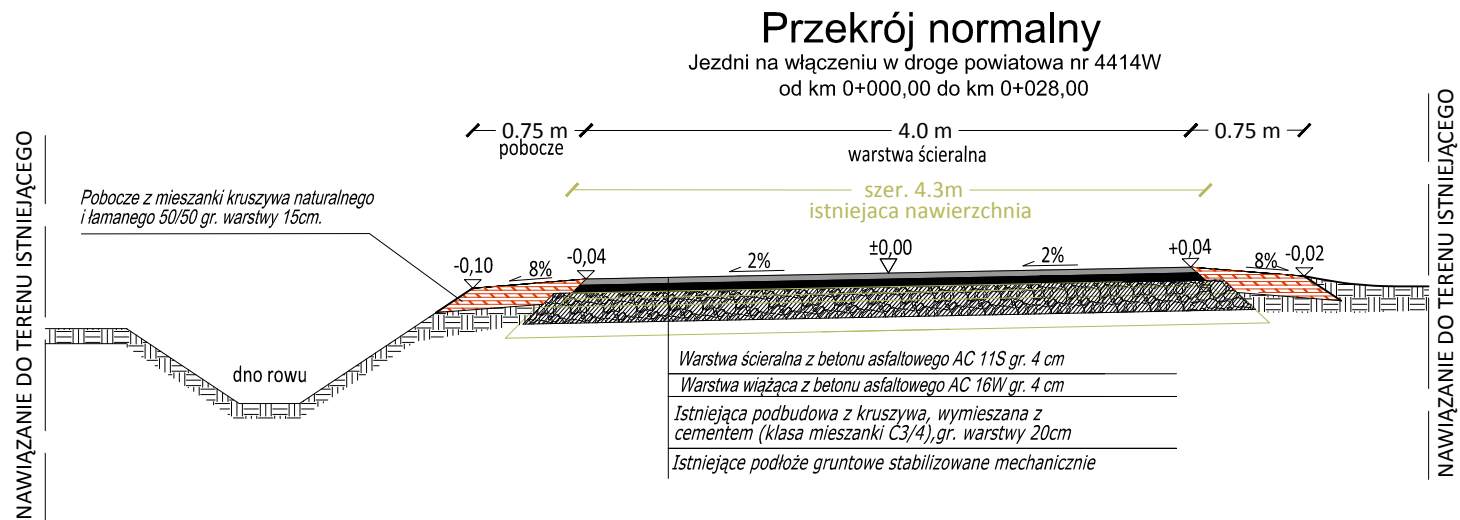 Przekrój normalny
Jezdni na włączeniu w droge powiatowa nr 4414W
od km 0+000,00 do km 0+028,00
0.75 m
4.0 m
0.75 m
pobocze
warstwa ścieralna
szer. 4.3m
istniejaca nawierzchnia
Pobocze z mieszanki kruszywa naturalnego
i łamanego 50/50 gr. warstwy 15cm.
-0,10
8%
-0,04
2%
±0,00
2%
+0,04
8%
-0,02
dno rowu
Warstwa ścieralna z betonu asfaltowego AC 11S gr. 4 cm
Warstwa wiążąca z betonu asfaltowego AC 16W gr. 4 cm
Istniejąca podbudowa z kruszywa, wymieszana z
cementem (klasa mieszanki C3/4),gr. warstwy 20cm
Istniejące podłoże gruntowe stabilizowane mechanicznie
NAWIĄZANIE DO TERENU ISTNIEJĄCEGO
NAWIĄZANIE DO TERENU ISTNIEJĄCEGO